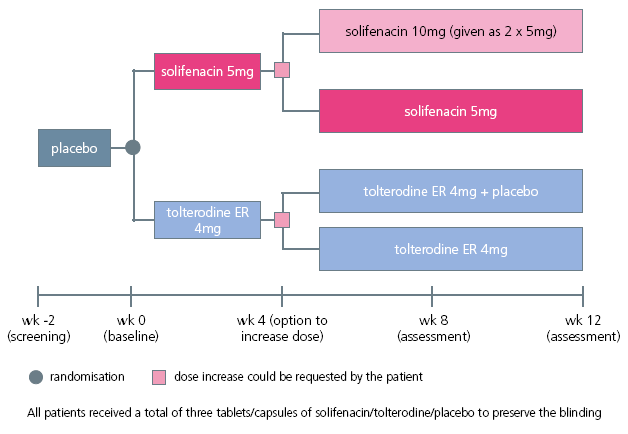 solifenacin 10mg (given as 2 x 5mg)
solifenacin 5mg
solifenacin 5mg
placebo
tolterodine ER 4mg + placebo
tolterodine ER
4mg
tolterodine ER 4mg
wk -2
(screening)
wk 0
(baseline)
wk 4 (option to
increase dose)
wk 8
(assessment)
wk 12
(assessment)
randomisation
dose increase could be requested by the patient
All patients received a total of three tablets/capsules of solifenacin/tolterodine/placebo to preserve the blinding